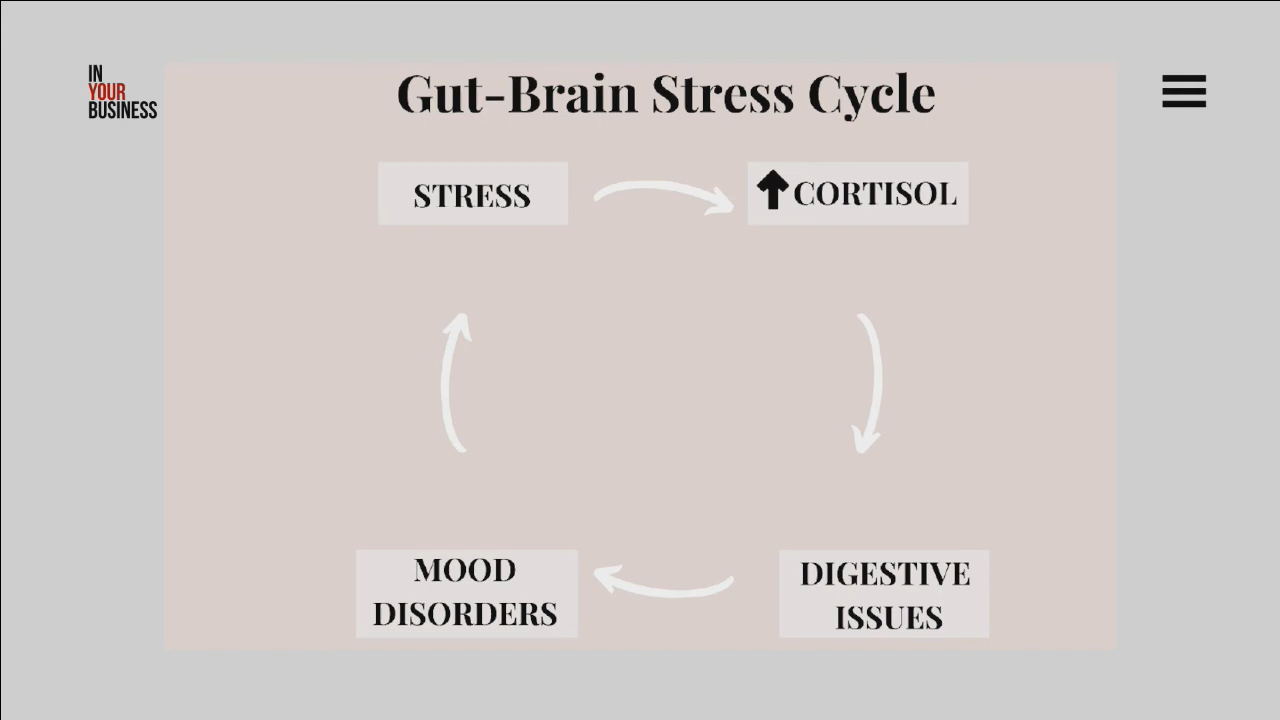 IN
YOUR
BUSINESS
Gut-Brain Stress Cycle
STRESS
CORTISOL
MOOD
DISORDERS
DIGESTIVE
ISSUES